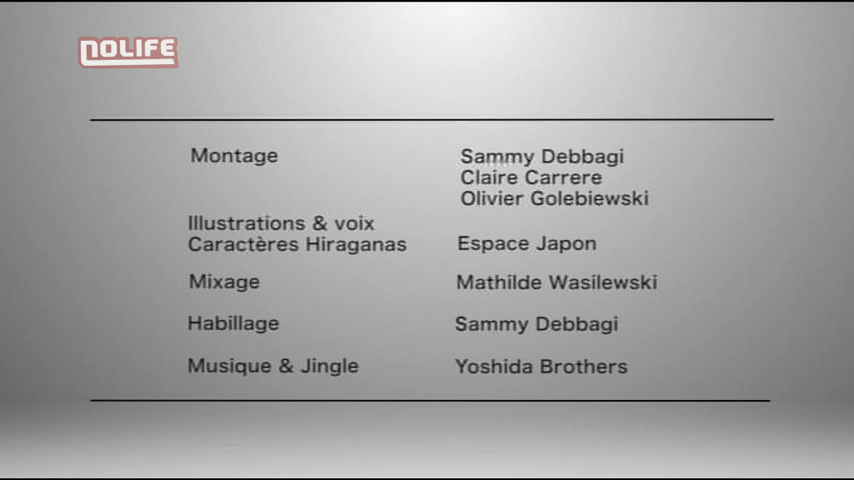 NOLIFE
Montage Sammy Debbagi
Claire Carrere
Olivier Golebiewski
Illustrations & voix
Caractères Hiraganas Espace Japon
Mixage Mathilde Wasilewski
Habillage Sammy Debbagi
Musique & Jingle Yoshida Brothers